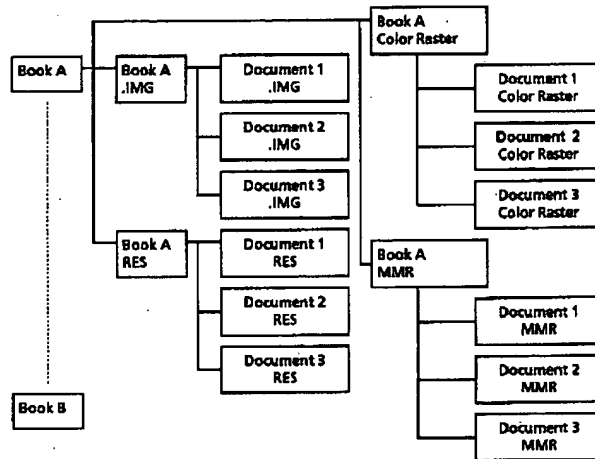 Book A
Book A
.IMG
Document 1
.IMG
Document 2
.IMG
Document 3
.IMG
Book A
RES
Document 1
RES
Document 2
RES
Document 3
RES
Book B
Book A
Color Raster
Document 1
Color Raster
Document 2
Color Raster
Document 3
Color Raster
Book A
MMR
Document 1
MMR
Document 2
MMR
Document 3
MMR